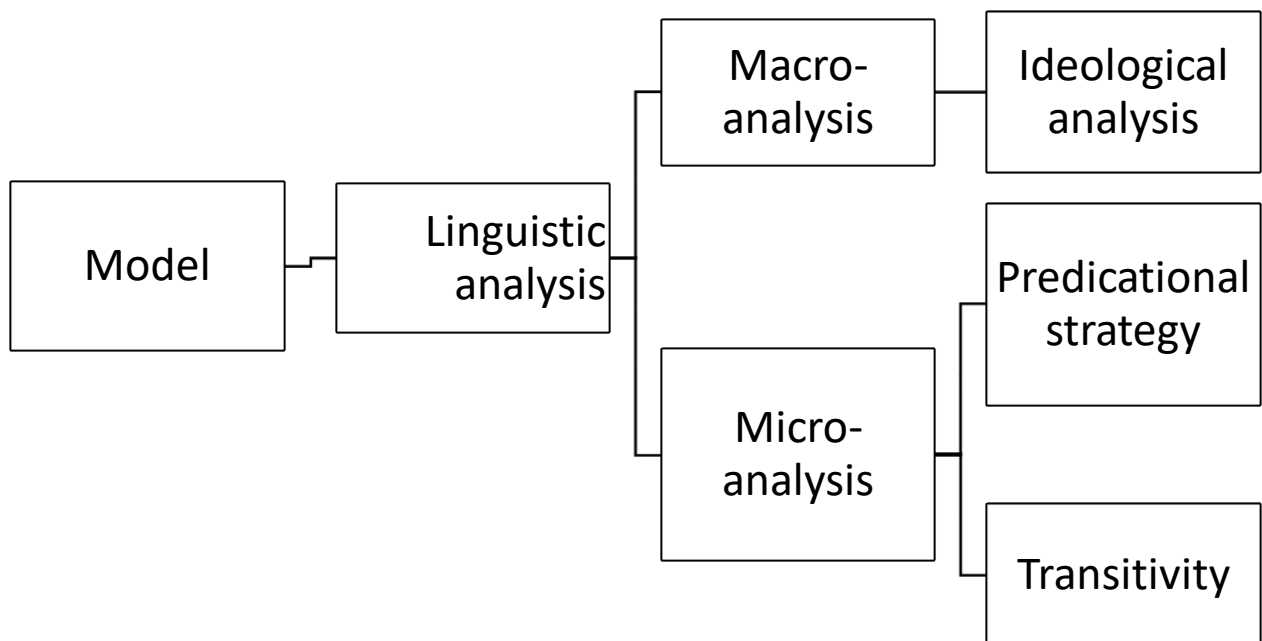 Model
Linguistic
analysis
Macro-
analysis
Ideological
analysis
Micro-
analysis
Predicational
strategy
Transitivity